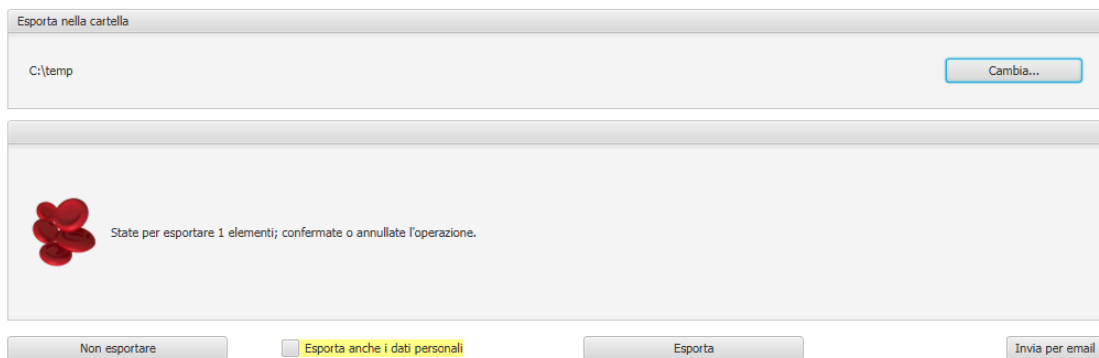 Esporta nella cartella
C:\temp
Cambia...
State per esportare 1 elementi; confermate o annullate l'operazione.
Non esportare
Esporta anche i dati personali
Esporta
Invia per email